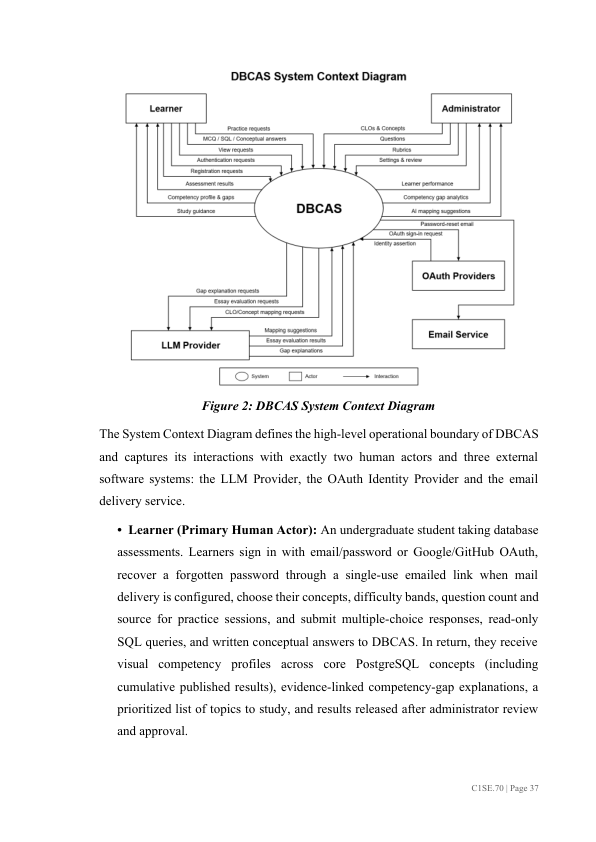 DBCAS System Context Diagram
Learner
Administrator
Practice requests
MCQ / SQL / Conceptual answers
View requests
Authentication requests
Registration requests
Assessment results
Competency profile & gaps
Study guidance
CLOs & Concepts
Questions
Rubrics
Settings & review
Learner performance
Competency gap analytics
AI mapping suggestions
Password-reset email
OAuth sign-in request
Identity assertion
DBCAS
OAuth Providers
Email Service
Gap explanation requests
Essay evaluation requests
CLO/Concept mapping requests
LLM Provider
Mapping suggestions
Essay evaluation results
Gap explanations
System
Actor
Interaction
Figure 2: DBCAS System Context Diagram
The System Context Diagram defines the high-level operational boundary of DBCAS
and captures its interactions with exactly two human actors and three external
software systems: the LLM Provider, the OAuth Identity Provider and the email
delivery service.
• Learner (Primary Human Actor): An undergraduate student taking database
assessments. Learners sign in with email/password or Google/GitHub OAuth,
recover a forgotten password through a single-use emailed link when mail
delivery is configured, choose their concepts, difficulty bands, question count and
source for practice sessions, and submit multiple-choice responses, read-only
SQL queries, and written conceptual answers to DBCAS. In return, they receive
visual competency profiles across core PostgreSQL concepts (including
cumulative published results), evidence-linked competency-gap explanations, a
prioritized list of topics to study, and results released after administrator review
and approval.
C1SE.70 | Page 37